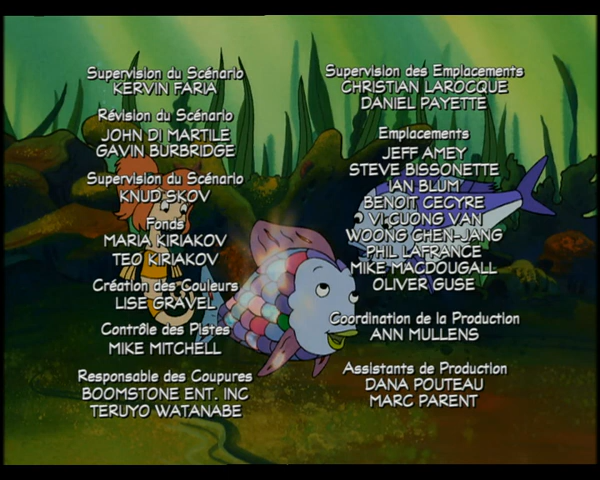 Supervision du Scénario
KERVIN FARIA
Révision du Scénario
JOHN DI MARTILE
GAVIN BURBRIDGE
Supervision du Scénario
KNUD SKOV
Fonds
MARIA KIRIAKOV
TEO KIRIAKOV
Création des Couleurs
LISE GRAVEL
Contrôle des Pistes
MIKE MITCHELL
Responsable des Coupures
BOOMSTONE ENT. INC
TERUYO WATANABE
Supervision des Emplacements
CHRISTIAN LAROCQUE
DANIEL PAYETTE
Emplacements
JEFF AMEY
STEVE BISSONETTE
IAN BLUM
BENOIT CECYRE
VI CUONG VAN
WOONG CHEN-JANG
PHIL LAFRANCE
MIKE MACDOUGALL
OLIVER GUSE
Coordination de la Production
ANN MULLENS
Assistants de Production
DANA POUTEAU
MARC PARENT